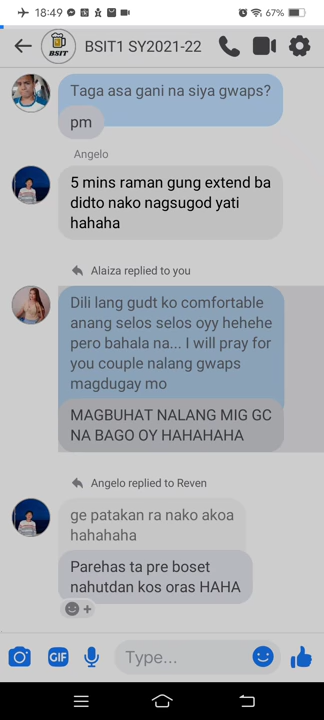 18:49
67%
BSIT
BSIT1 SY2021-22
Taga asa gani na siya gwaps?
pm
Angelo
5 mins raman gung extend ba
didto nako nagsugod yati
hahaha
Alaiza replied to you
Dili lang gudt ko comfortable
anang selos selos oyy hehehe
pero bahala na... I will pray for
you couple nalang gwaps
magdugay mo
MAGBUHAT NALANG MIG GC
NA BAGO OY HAHAHAHA
Angelo replied to Reven
ge patakan ra nako akoa
hahahaha
Parehas ta pre boset
nahutdan kos oras HAHA
GIF
Type...